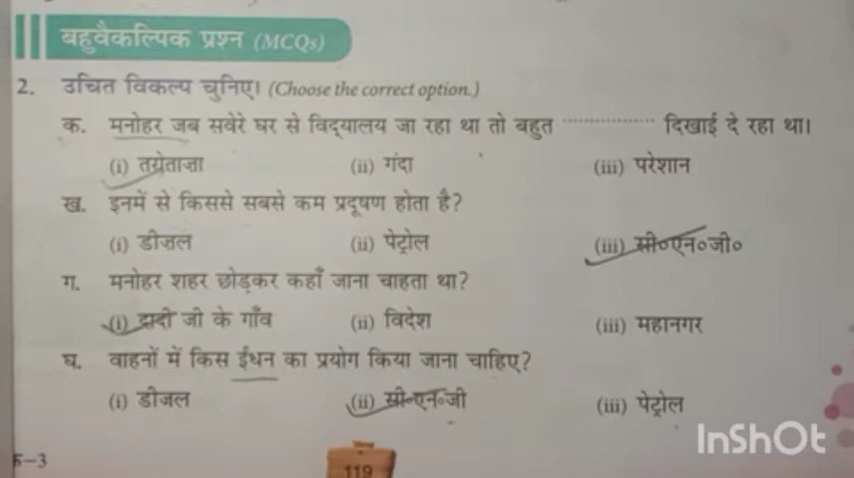 बहुवैकल्पिक प्रश्न (MCQs)
2. उचित विकल्प चुनिए। (Choose the correct option.)
क. मनोहर जब सवेरे घर से विद्यालय जा रहा था तो बहुत .............. दिखाई दे रहा था।
(i) तरोताज़ा (ii) गंदा (iii) परेशान
ख. इनमें से किससे सबसे कम प्रदूषण होता है?
(i) डीज़ल (ii) पेट्रोल (iii) सी०एन०जी०
ग. मनोहर शहर छोड़कर कहाँ जाना चाहता था?
(i) दादी जी के गाँव (ii) विदेश (iii) महानगर
घ. वाहनों में किस ईंधन का प्रयोग किया जाना चाहिए?
(i) डीजल (ii) सी०एन०जी (iii) पेट्रोल
InShOt
-3
119